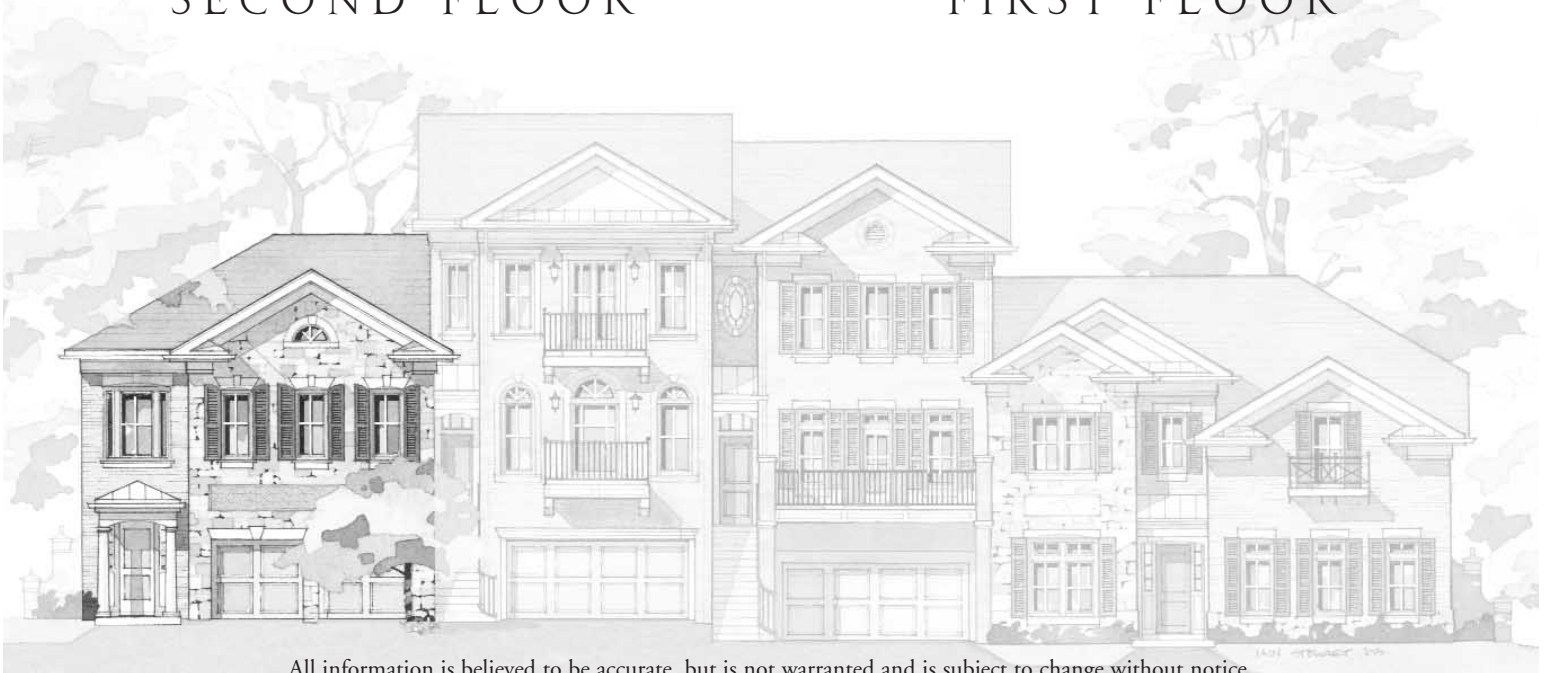 SECOND FLOOR
FIRST FLOOR
All information is believed to be accurate, but is not warranted and is subject to change without notice.